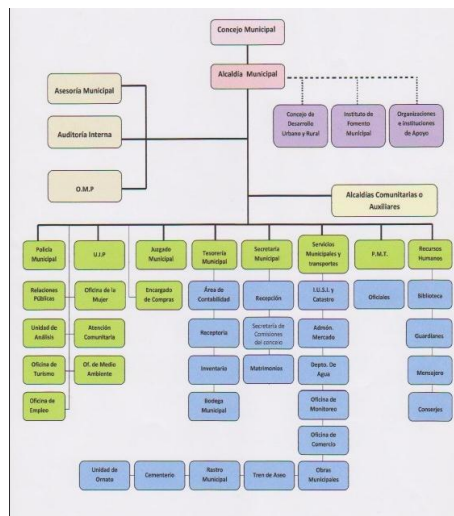 Concejo Municipal
Alcaldía Municipal
Asesoría Municipal
Auditoría Interna
O.M.P
Concejo de
Desarrollo
Urbano y Rural
Instituto de
Fomento
Municipal
Organizaciones
e Instituciones
de Apoyo
Alcaldías Comunitarias o
Auxiliares
Policía
Municipal
U.I.P
Juzgado
Municipal
Tesorería
Municipal
Secretaría
Municipal
Servicios
Municipales y
transportes
P.M.T.
Recursos
Humanos
Relaciones
Públicas
Oficina de la
Mujer
Encargado
de Compras
Área de
Contabilidad
Recepción
I.U.S.I. y
Catastro
Oficiales
Biblioteca
Unidad de
Análisis
Atención
Comunitaria
Receptoría
Secretaría de
Comisiones
del concejo
Admón.
Mercado
Guardianes
Oficina de
Turismo
Of. de Medio
Ambiente
Inventario
Matrimonios
Depto. De
Agua
Mensajero
Oficina de
Empleo
Bodega
Municipal
Oficina de
Monitoreo
Conserjes
Oficina de
Comercio
Unidad de
Ornato
Cementerio
Rastro
Municipal
Tren de Aseo
Obras
Municipales